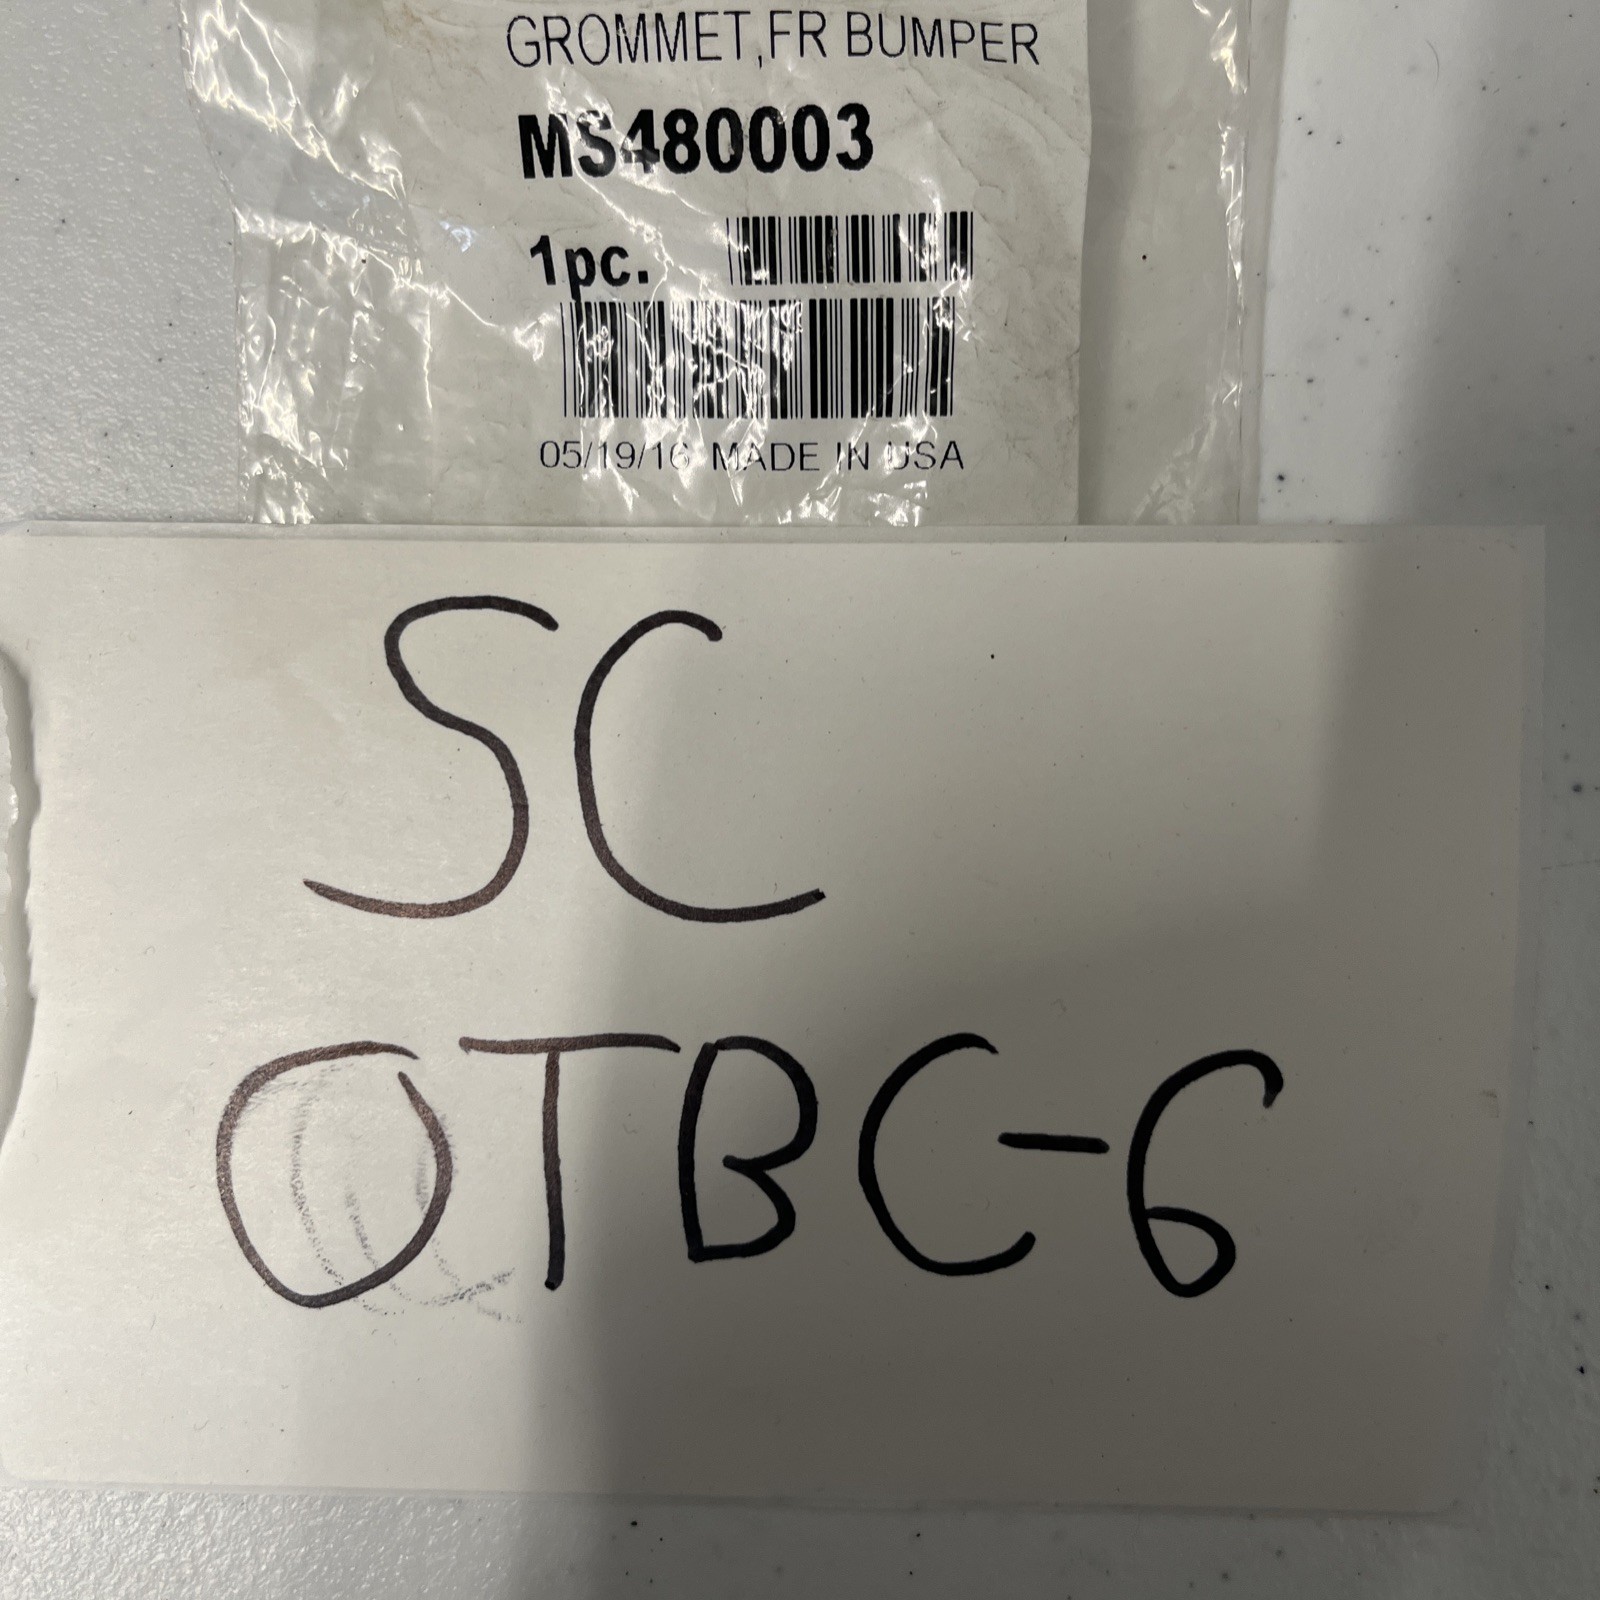 GROMMET,FR BUMPER
MS480003
1pc.
05/19/16 MADE IN USA
SC
OTBC-6